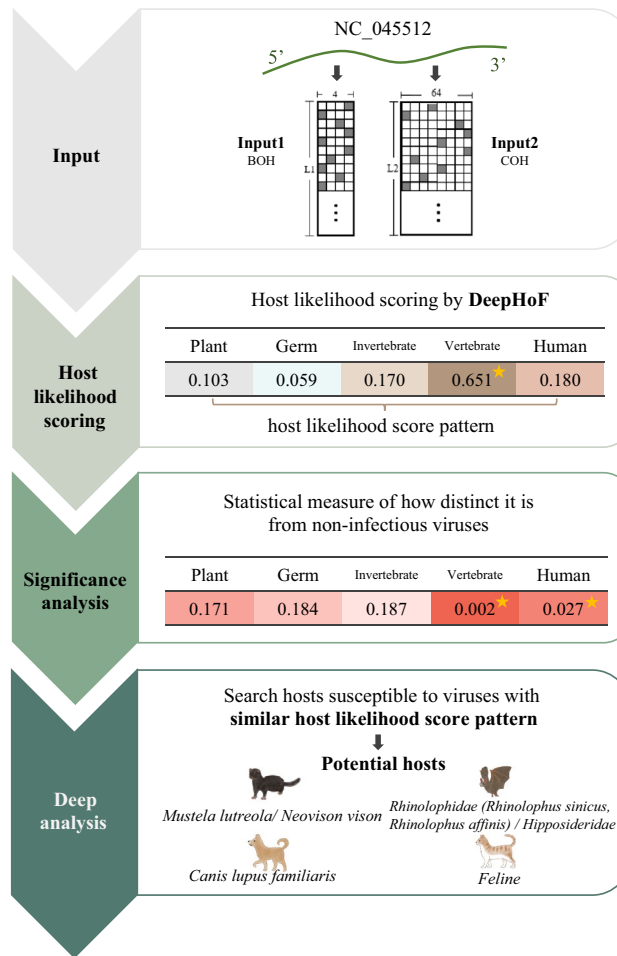 NC_045512
5’
3’
4
64
Input
Input1
BOH
L1
L2
Input2
COH
Host likelihood scoring by DeepHoF
Host
likelihood
scoring
Plant Germ Invertebrate Vertebrate Human
0.103 0.059 0.170 0.651 0.180
host likelihood score pattern
Statistical measure of how distinct it is
from non-infectious viruses
Significance
analysis
Plant Germ Invertebrate Vertebrate Human
0.171 0.184 0.187 0.002 0.027
Search hosts susceptible to viruses with
similar host likelihood score pattern
Potential hosts
Deep
analysis
Mustela lutreola/ Neovison vison
Rhinolophidae (Rhinolophus sinicus,
Rhinolophus affinis) / Hipposideridae
Canis lupus familiaris
Feline